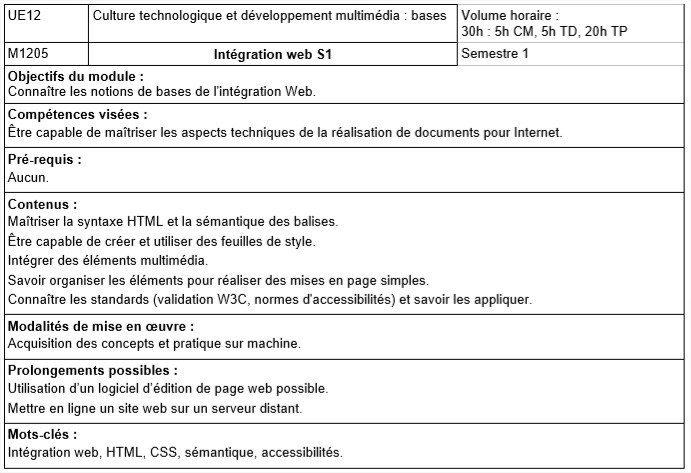 UE12 Culture technologique et développement multimédia : bases Volume horaire :
30h : 5h CM, 5h TD, 20h TP
M1205 Intégration web S1 Semestre 1
Objectifs du module :
Connaître les notions de bases de l'intégration Web.
Compétences visées :
Être capable de maîtriser les aspects techniques de la réalisation de documents pour Internet.
Pré-requis :
Aucun.
Contenus :
Maîtriser la syntaxe HTML et la sémantique des balises.
Être capable de créer et utiliser des feuilles de style.
Intégrer des éléments multimédia.
Savoir organiser les éléments pour réaliser des mises en page simples.
Connaître les standards (validation W3C, normes d'accessibilités) et savoir les appliquer.
Modalités de mise en œuvre :
Acquisition des concepts et pratique sur machine.
Prolongements possibles :
Utilisation d'un logiciel d'édition de page web possible.
Mettre en ligne un site web sur un serveur distant.
Mots-clés :
Intégration web, HTML, CSS, sémantique, accessibilités.